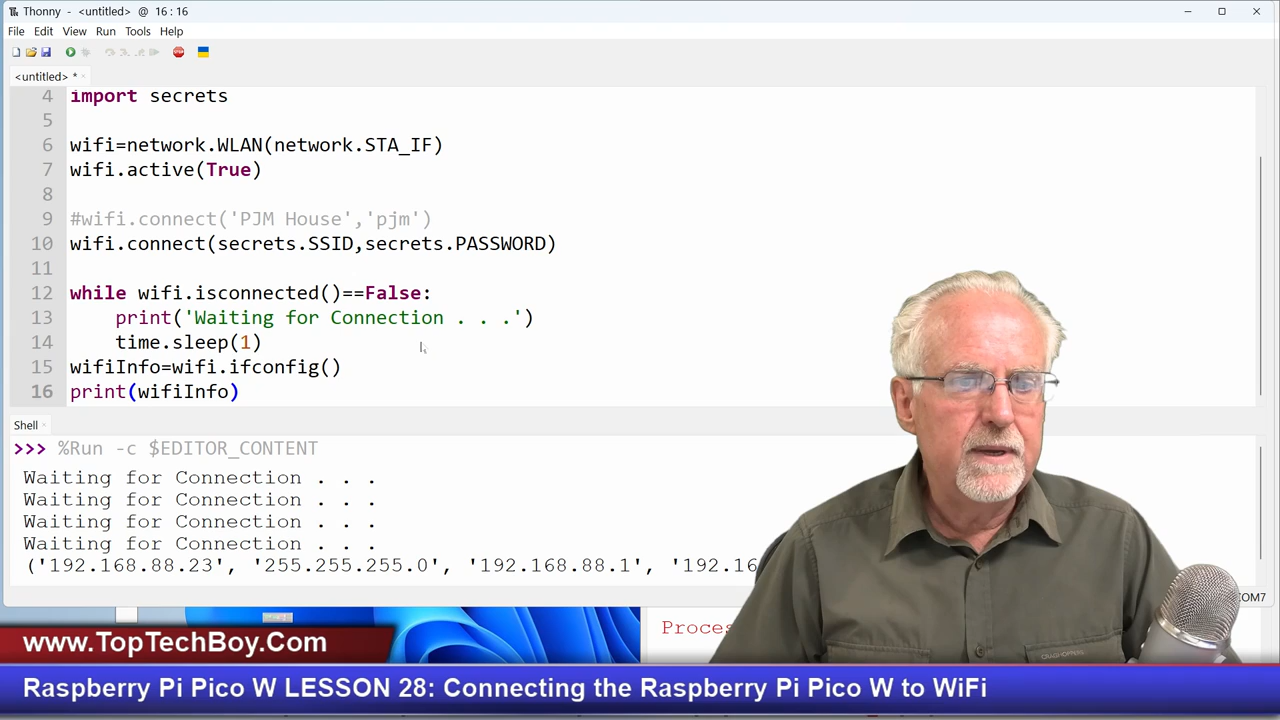 Thonny - <untitled> @ 16 : 16
File Edit View Run Tools Help
<untitled> *
4 import secrets
5
6 wifi=network.WLAN(network.STA_IF)
7 wifi.active(True)
8
9 #wifi.connect('PJM House','pjm')
10 wifi.connect(secrets.SSID,secrets.PASSWORD)
11
12 while wifi.isconnected()==False:
13 print('Waiting for Connection . . .')
14 time.sleep(1)
15 wifiInfo=wifi.ifconfig()
16 print(wifiInfo)
Shell
>>> %Run -c $EDITOR_CONTENT
Waiting for Connection . . .
Waiting for Connection . . .
Waiting for Connection . . .
Waiting for Connection . . .
('192.168.88.23', '255.255.255.0', '192.168.88.1', '192.16
COM7
Proces
www.TopTechBoy.Com
Raspberry Pi Pico W LESSON 28: Connecting the Raspberry Pi Pico W to WiFi